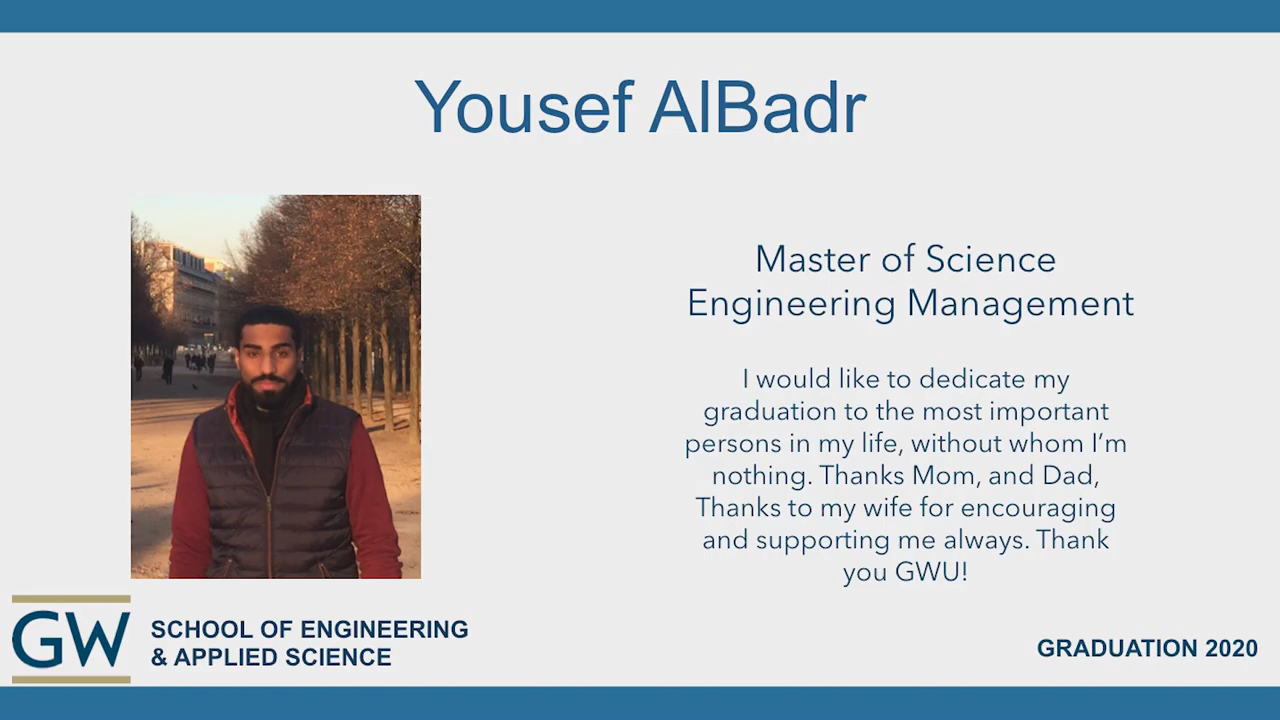 Yousef AlBadr
Master of Science
Engineering Management
I would like to dedicate my
graduation to the most important
persons in my life, without whom I’m
nothing. Thanks Mom, and Dad,
Thanks to my wife for encouraging
and supporting me always. Thank
you GWU!
GW
SCHOOL OF ENGINEERING
& APPLIED SCIENCE
GRADUATION 2020